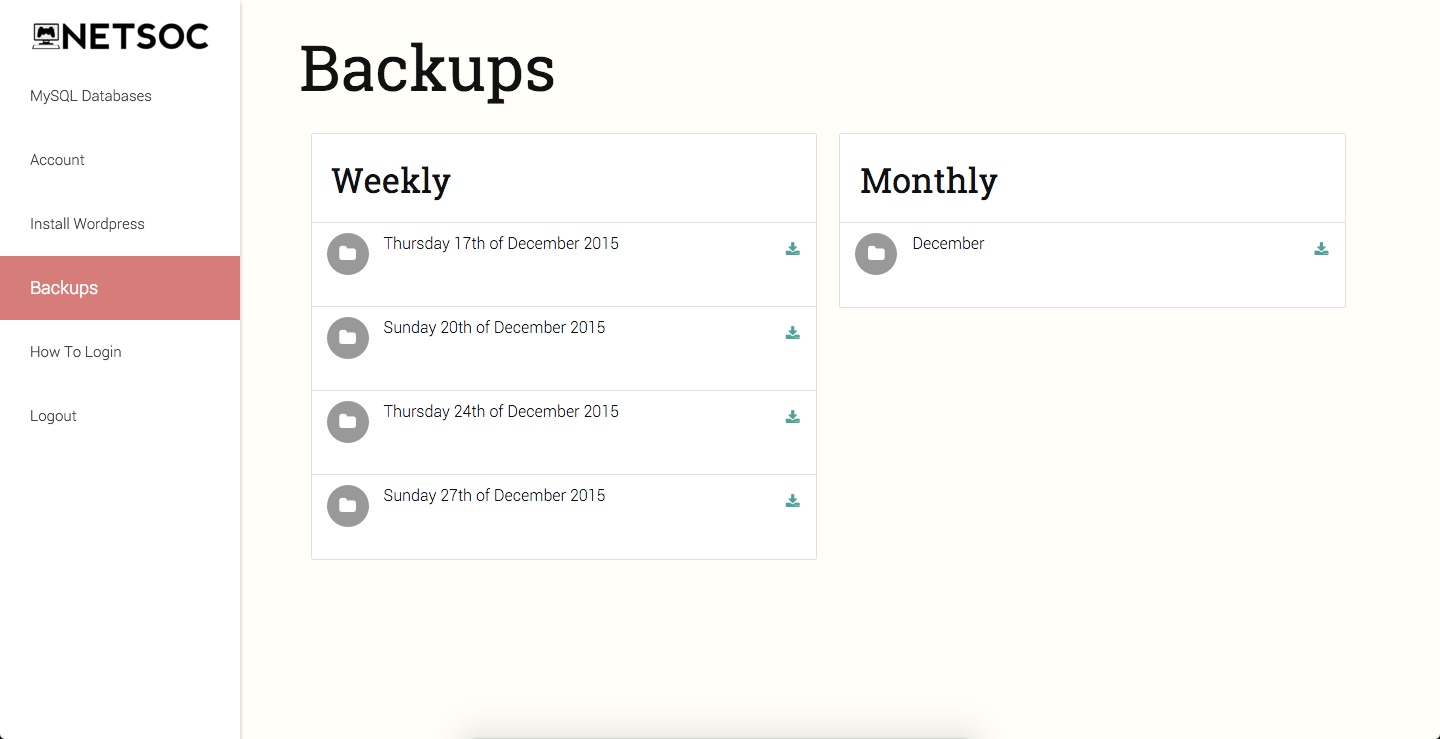 NETSOC
MySQL Databases
Account
Install Wordpress
Backups
How To Login
Logout
Backups
Weekly
Thursday 17th of December 2015
Sunday 20th of December 2015
Thursday 24th of December 2015
Sunday 27th of December 2015
Monthly
December